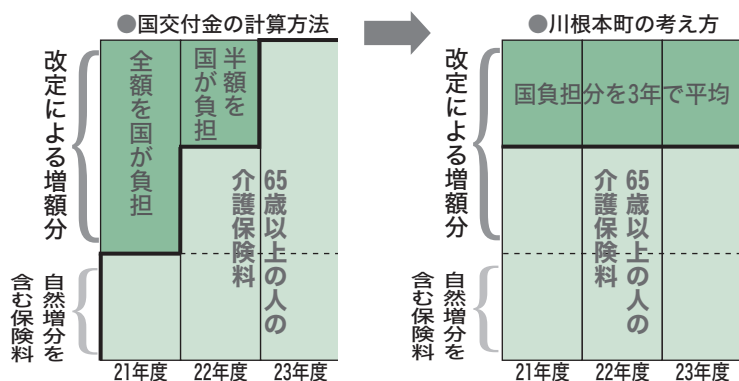 ●国交付金の計算方法
改定による増額分
全額を国が負担
半額を
国が負担
65歳以上の人の
介護保険料
自然増分を
含む保険料
21年度
22年度
23年度
●川根本町の考え方
改定による増額分
国負担分を3年で平均
65歳以上の人の
介護保険料
自然増分を
含む保険料
21年度
22年度
23年度